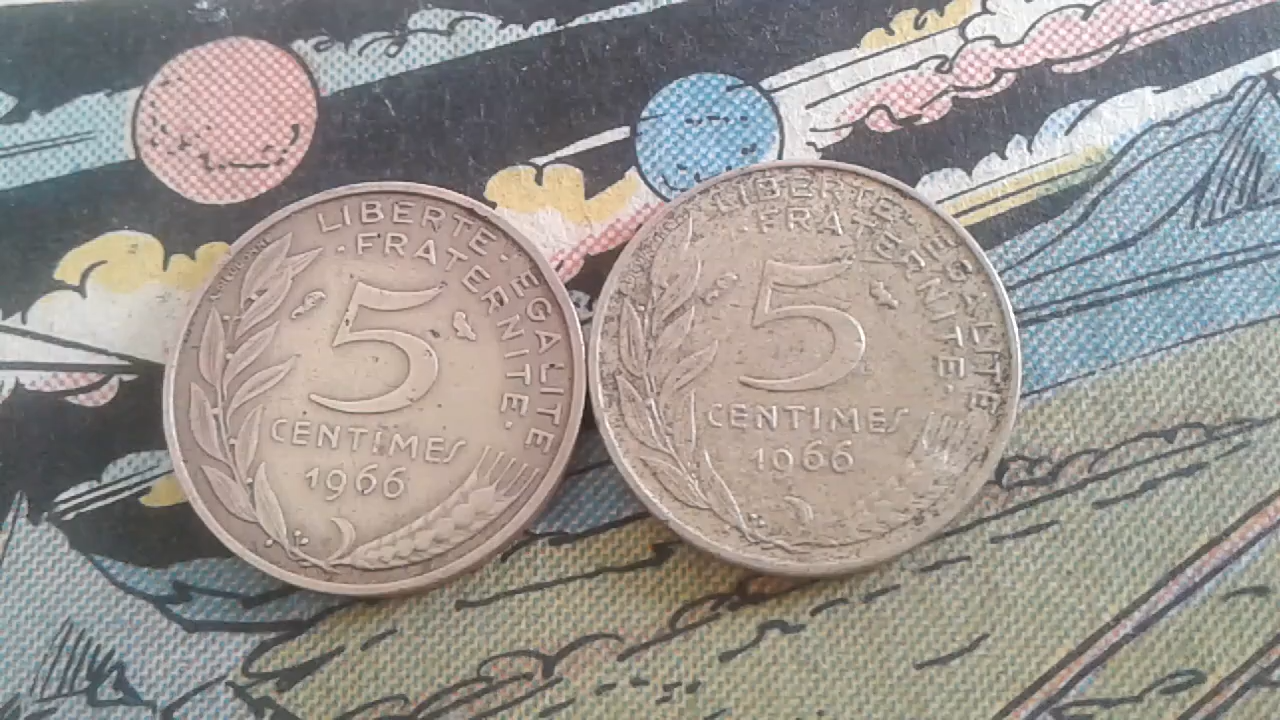 LIBERTE · EGALITE
· FRATERNITE ·
5
CENTIMES
1966
LIBERTE · EGALITE
· FRATERNITE ·
5
CENTIMES
1966